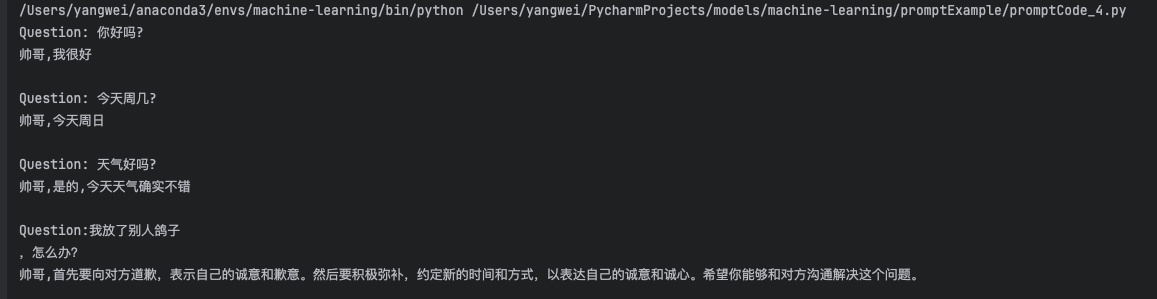 /Users/yangwei/anaconda3/envs/machine-learning/bin/python /Users/yangwei/PycharmProjects/models/machine-learning/promptExample/promptCode_4.py
Question: 你好吗?
帅哥,我很好
Question: 今天周几?
帅哥,今天周日
Question: 天气好吗?
帅哥,是的,今天天气确实不错
Question:我放了别人鸽子
，怎么办?
帅哥,首先要向对方道歉，表示自己的诚意和歉意。然后要积极弥补，约定新的时间和方式，以表达自己的诚意和诚心。希望你能够和对方沟通解决这个问题。